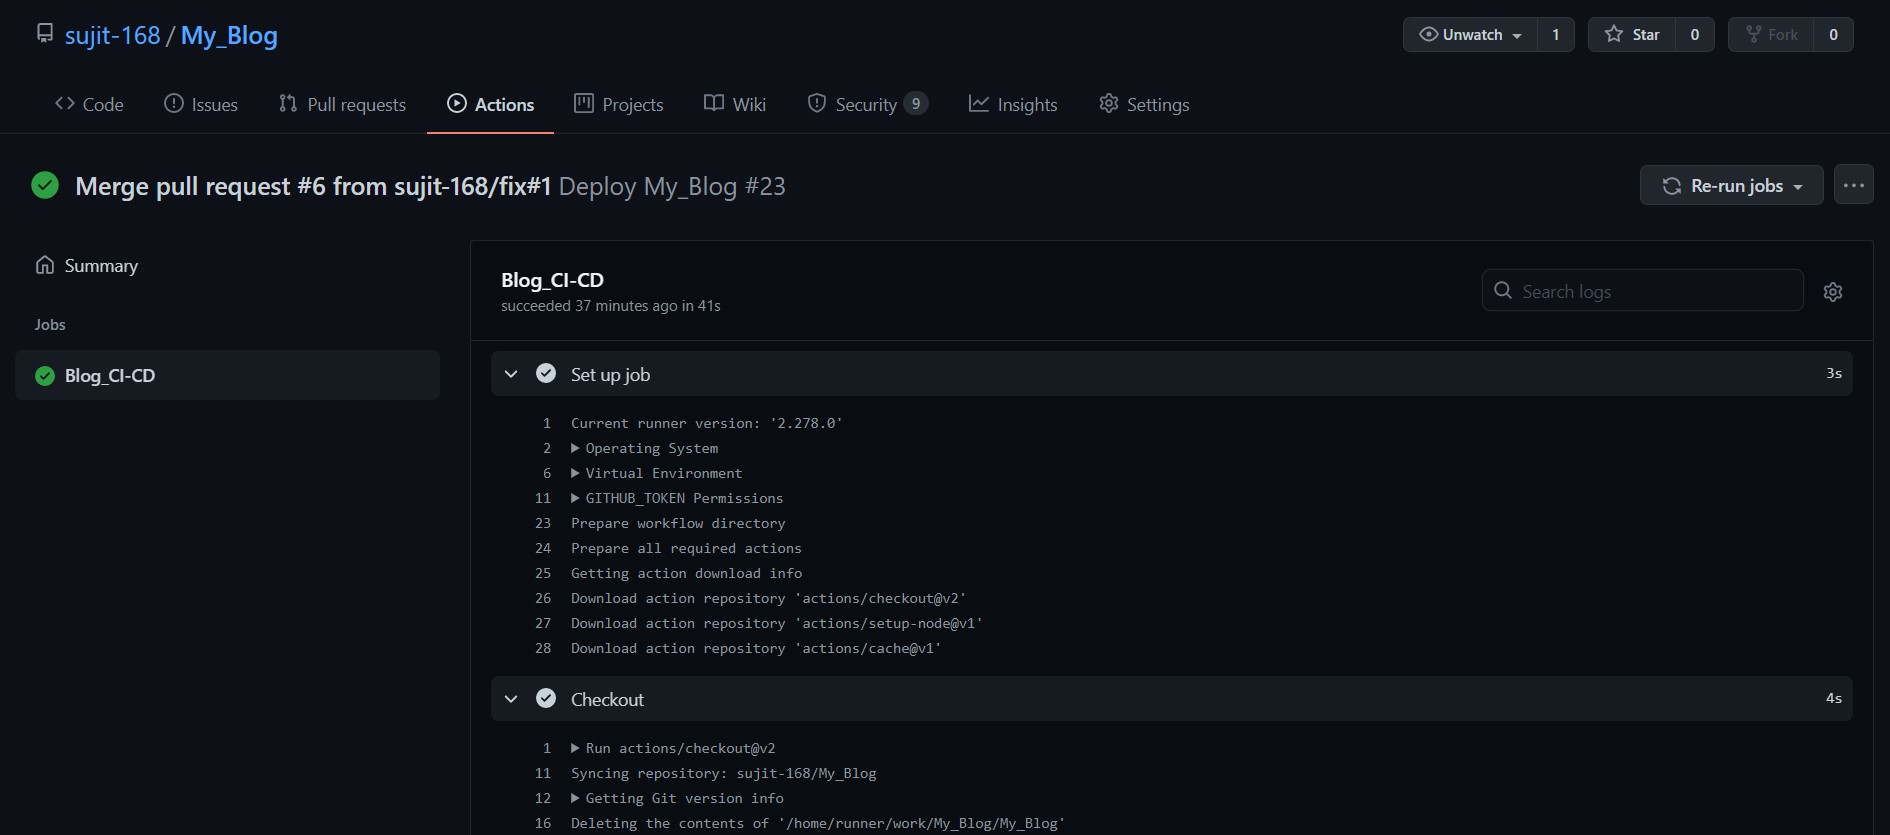 sujit-168 / My_Blog
Unwatch 1 Star 0 Fork 0
Code Issues Pull requests Actions Projects Wiki Security 9 Insights Settings
Merge pull request #6 from sujit-168/fix#1 Deploy My_Blog #23
Re-run jobs ...
Summary
Jobs
Blog_CI-CD
Blog_CI-CD
succeeded 37 minutes ago in 41s
Search logs
Set up job 3s
1 Current runner version: '2.278.0'
2 Operating System
6 Virtual Environment
11 GITHUB_TOKEN Permissions
23 Prepare workflow directory
24 Prepare all required actions
25 Getting action download info
26 Download action repository 'actions/checkout@v2'
27 Download action repository 'actions/setup-node@v1'
28 Download action repository 'actions/cache@v1'
Checkout 4s
1 Run actions/checkout@v2
11 Syncing repository: sujit-168/My_Blog
12 Getting Git version info
16 Deleting the contents of '/home/runner/work/My_Blog/My_Blog'